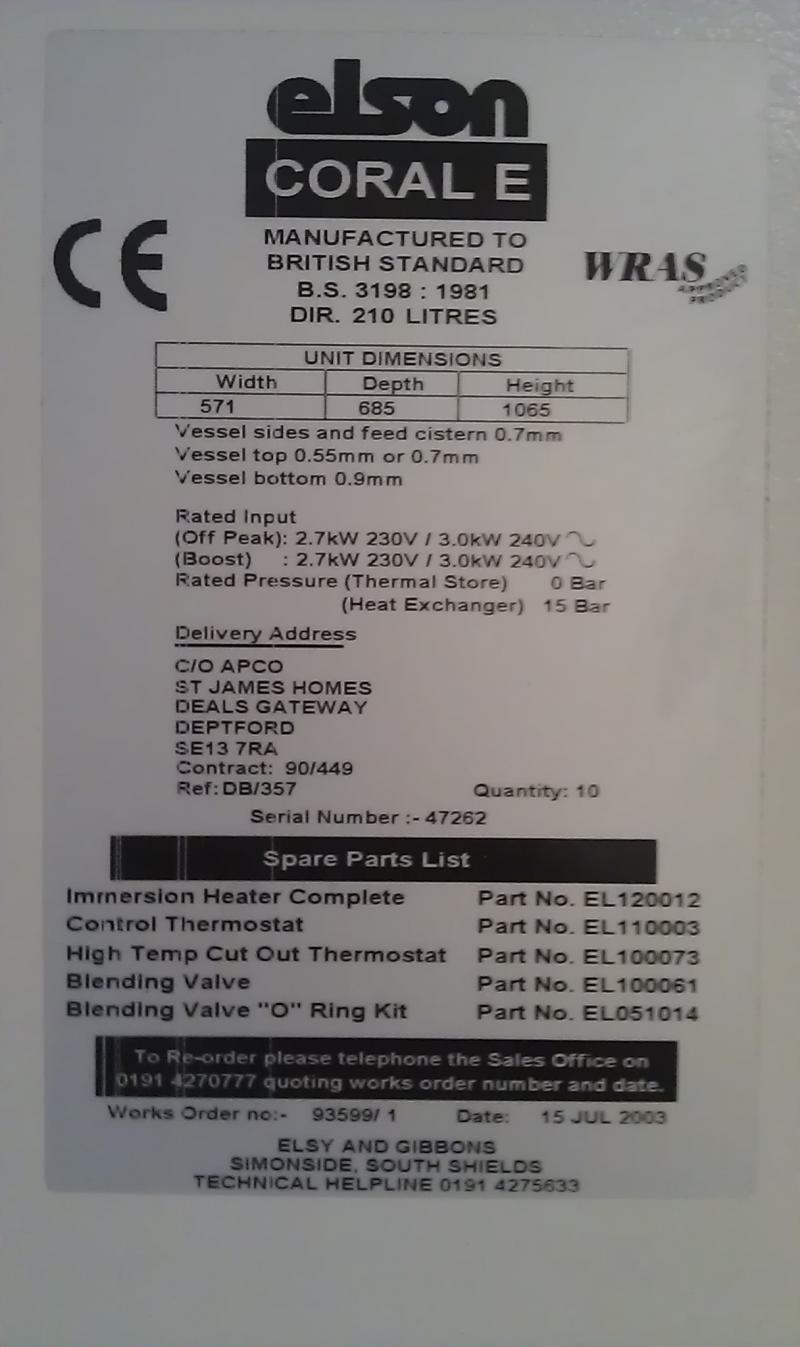 elson
CORAL E
CE
MANUFACTURED TO
BRITISH STANDARD
B.S. 3198 : 1981
DIR. 210 LITRES
WRAS
APPROVED
PRODUCT
UNIT DIMENSIONS
Width Depth Height
571 685 1065
Vessel sides and feed cistern 0.7mm
Vessel top 0.55mm or 0.7mm
Vessel bottom 0.9mm
Rated Input
(Off Peak): 2.7kW 230V / 3.0kW 240V
(Boost) : 2.7kW 230V / 3.0kW 240V
Rated Pressure (Thermal Store) 0 Bar
(Heat Exchanger) 15 Bar
Delivery Address
C/O APCO
ST JAMES HOMES
DEALS GATEWAY
DEPTFORD
SE13 7RA
Contract: 90/449
Ref: DB/357 Quantity: 10
Serial Number :- 47262
Spare Parts List
Immersion Heater Complete Part No. EL120012
Control Thermostat Part No. EL110003
High Temp Cut Out Thermostat Part No. EL100073
Blending Valve Part No. EL100061
Blending Valve "O" Ring Kit Part No. EL051014
To Re-order please telephone the Sales Office on
0191 4270777 quoting works order number and date.
Works Order no:- 93599/ 1 Date: 15 JUL 2003
ELSY AND GIBBONS
SIMONSIDE, SOUTH SHIELDS
TECHNICAL HELPLINE 0191 4275633